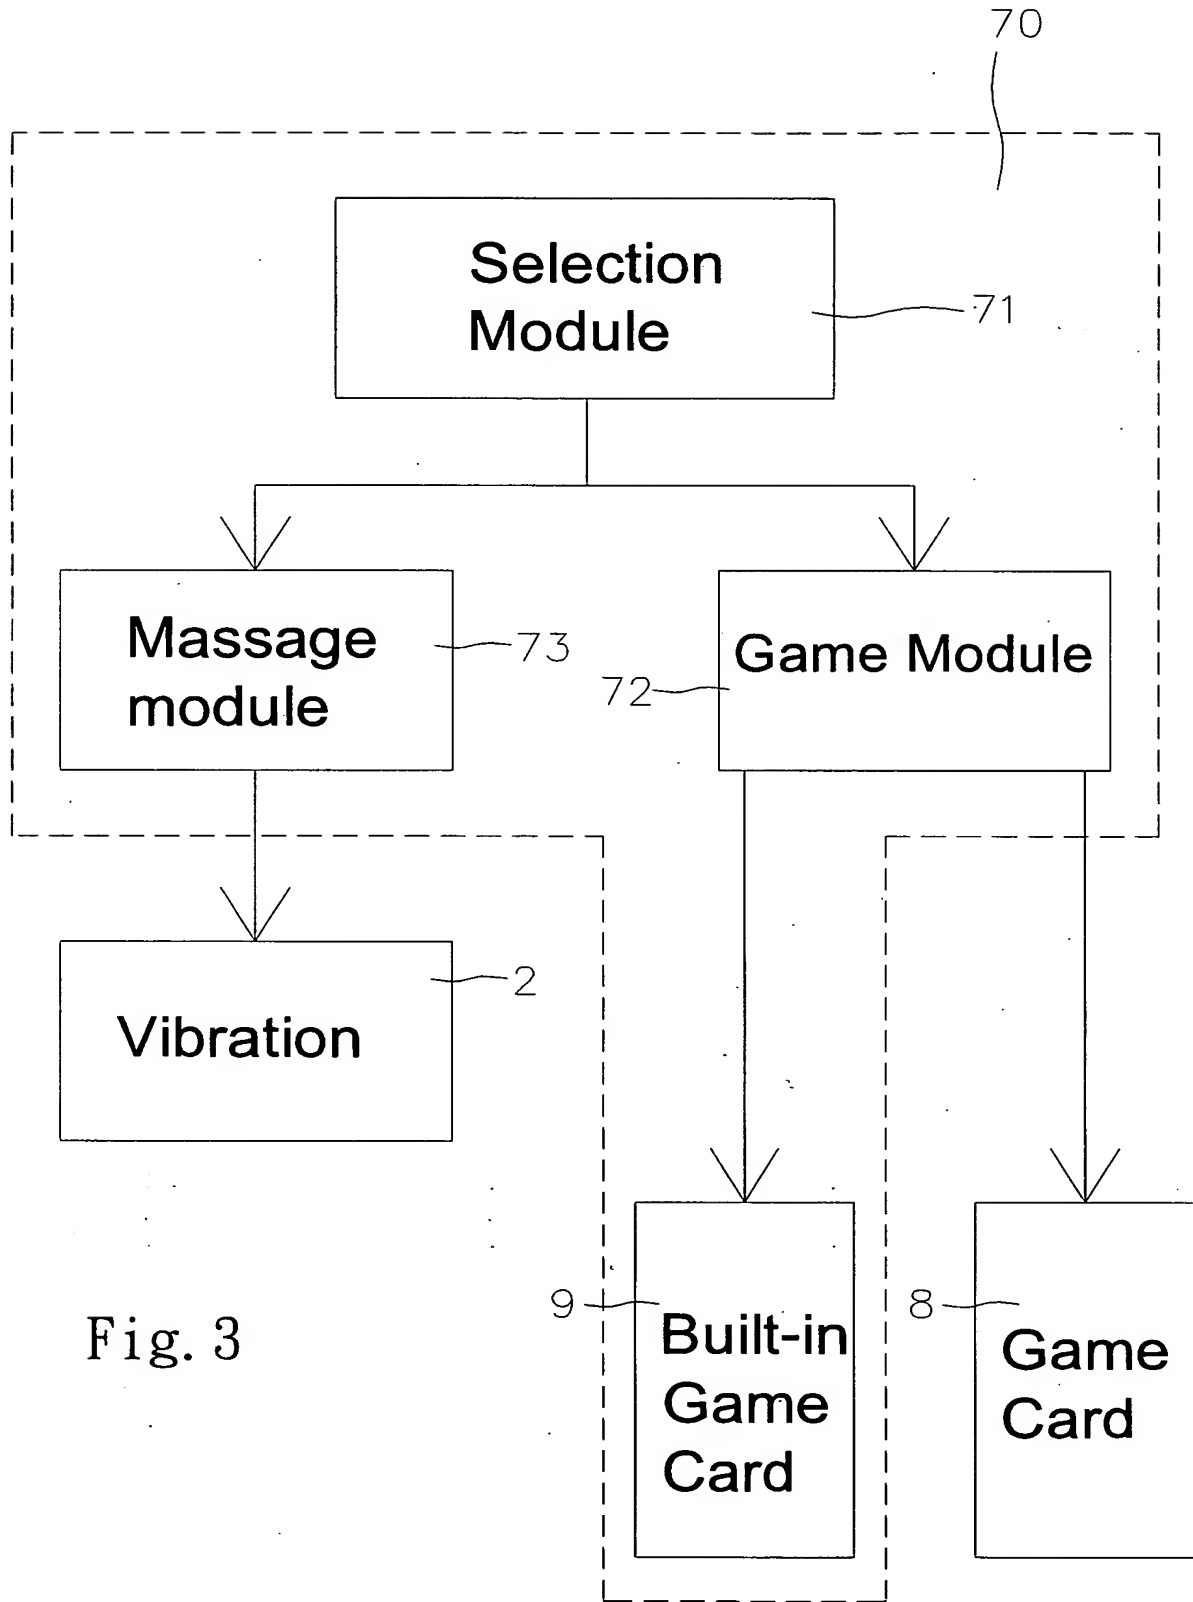 70
Selection
Module
71
Massage
module
73
Game Module
72
Vibration
2
9
Built-in
Game
Card
8
Game
Card
Fig. 3